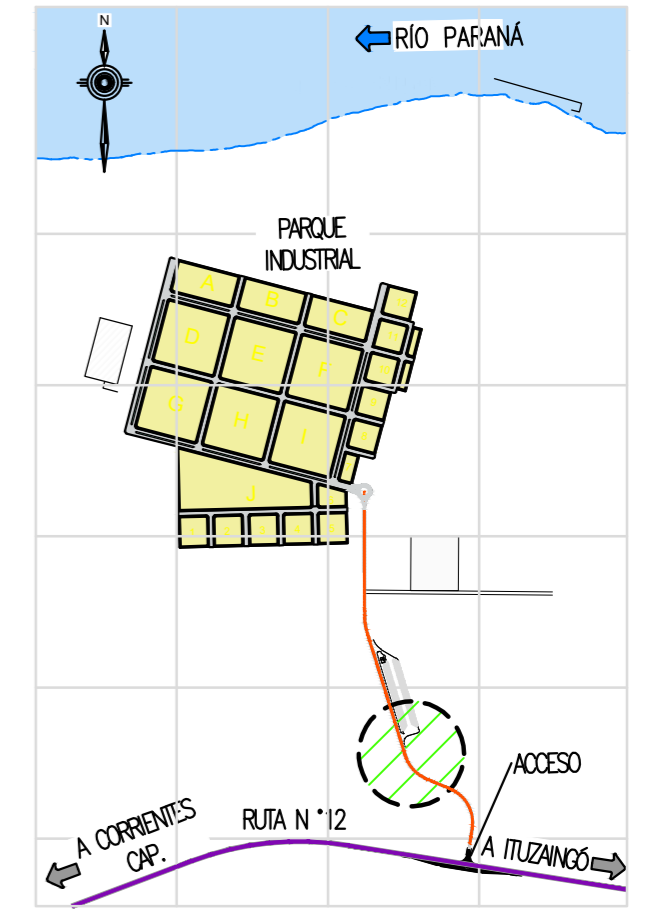 N
RÍO PARANÁ
PARQUE
INDUSTRIAL
A
B
C
D
E
F
G
H
I
J
ACCESO
RUTA N°12
A CORRIENTES
CAP.
A ITUZAINGÓ